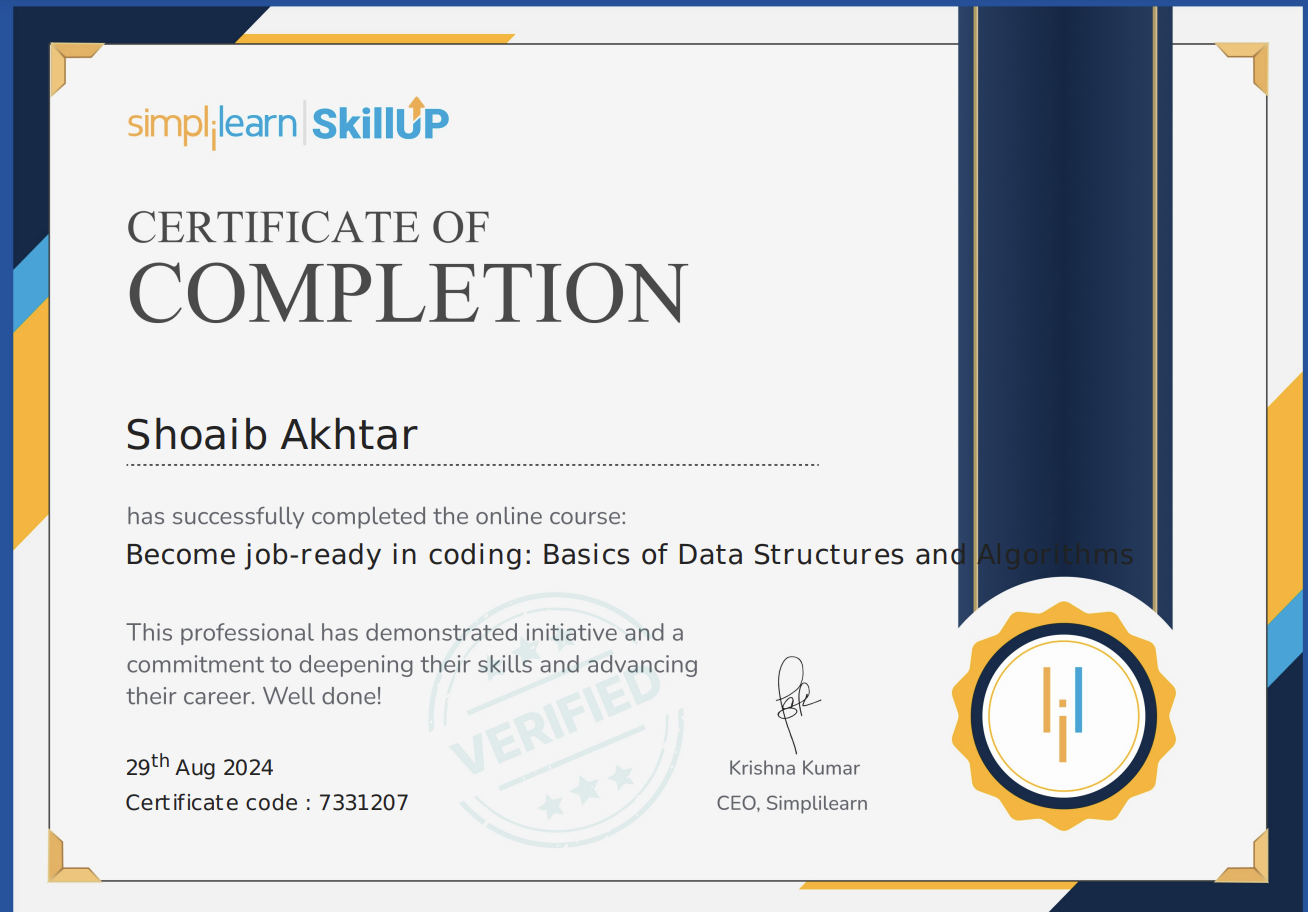 simplilearn | SkillUP
CERTIFICATE OF
COMPLETION
Shoaib Akhtar
has successfully completed the online course:
Become job-ready in coding: Basics of Data Structures and Algorithms
This professional has demonstrated initiative and a
commitment to deepening their skills and advancing
their career. Well done!
VERIFIED
29th Aug 2024
Certificate code : 7331207
Krishna Kumar
CEO, Simplilearn